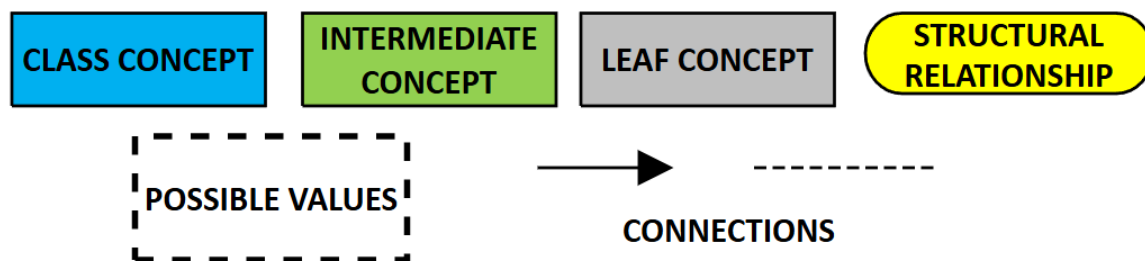 CLASS CONCEPT
INTERMEDIATE
CONCEPT
LEAF CONCEPT
STRUCTURAL
RELATIONSHIP
POSSIBLE VALUES
CONNECTIONS